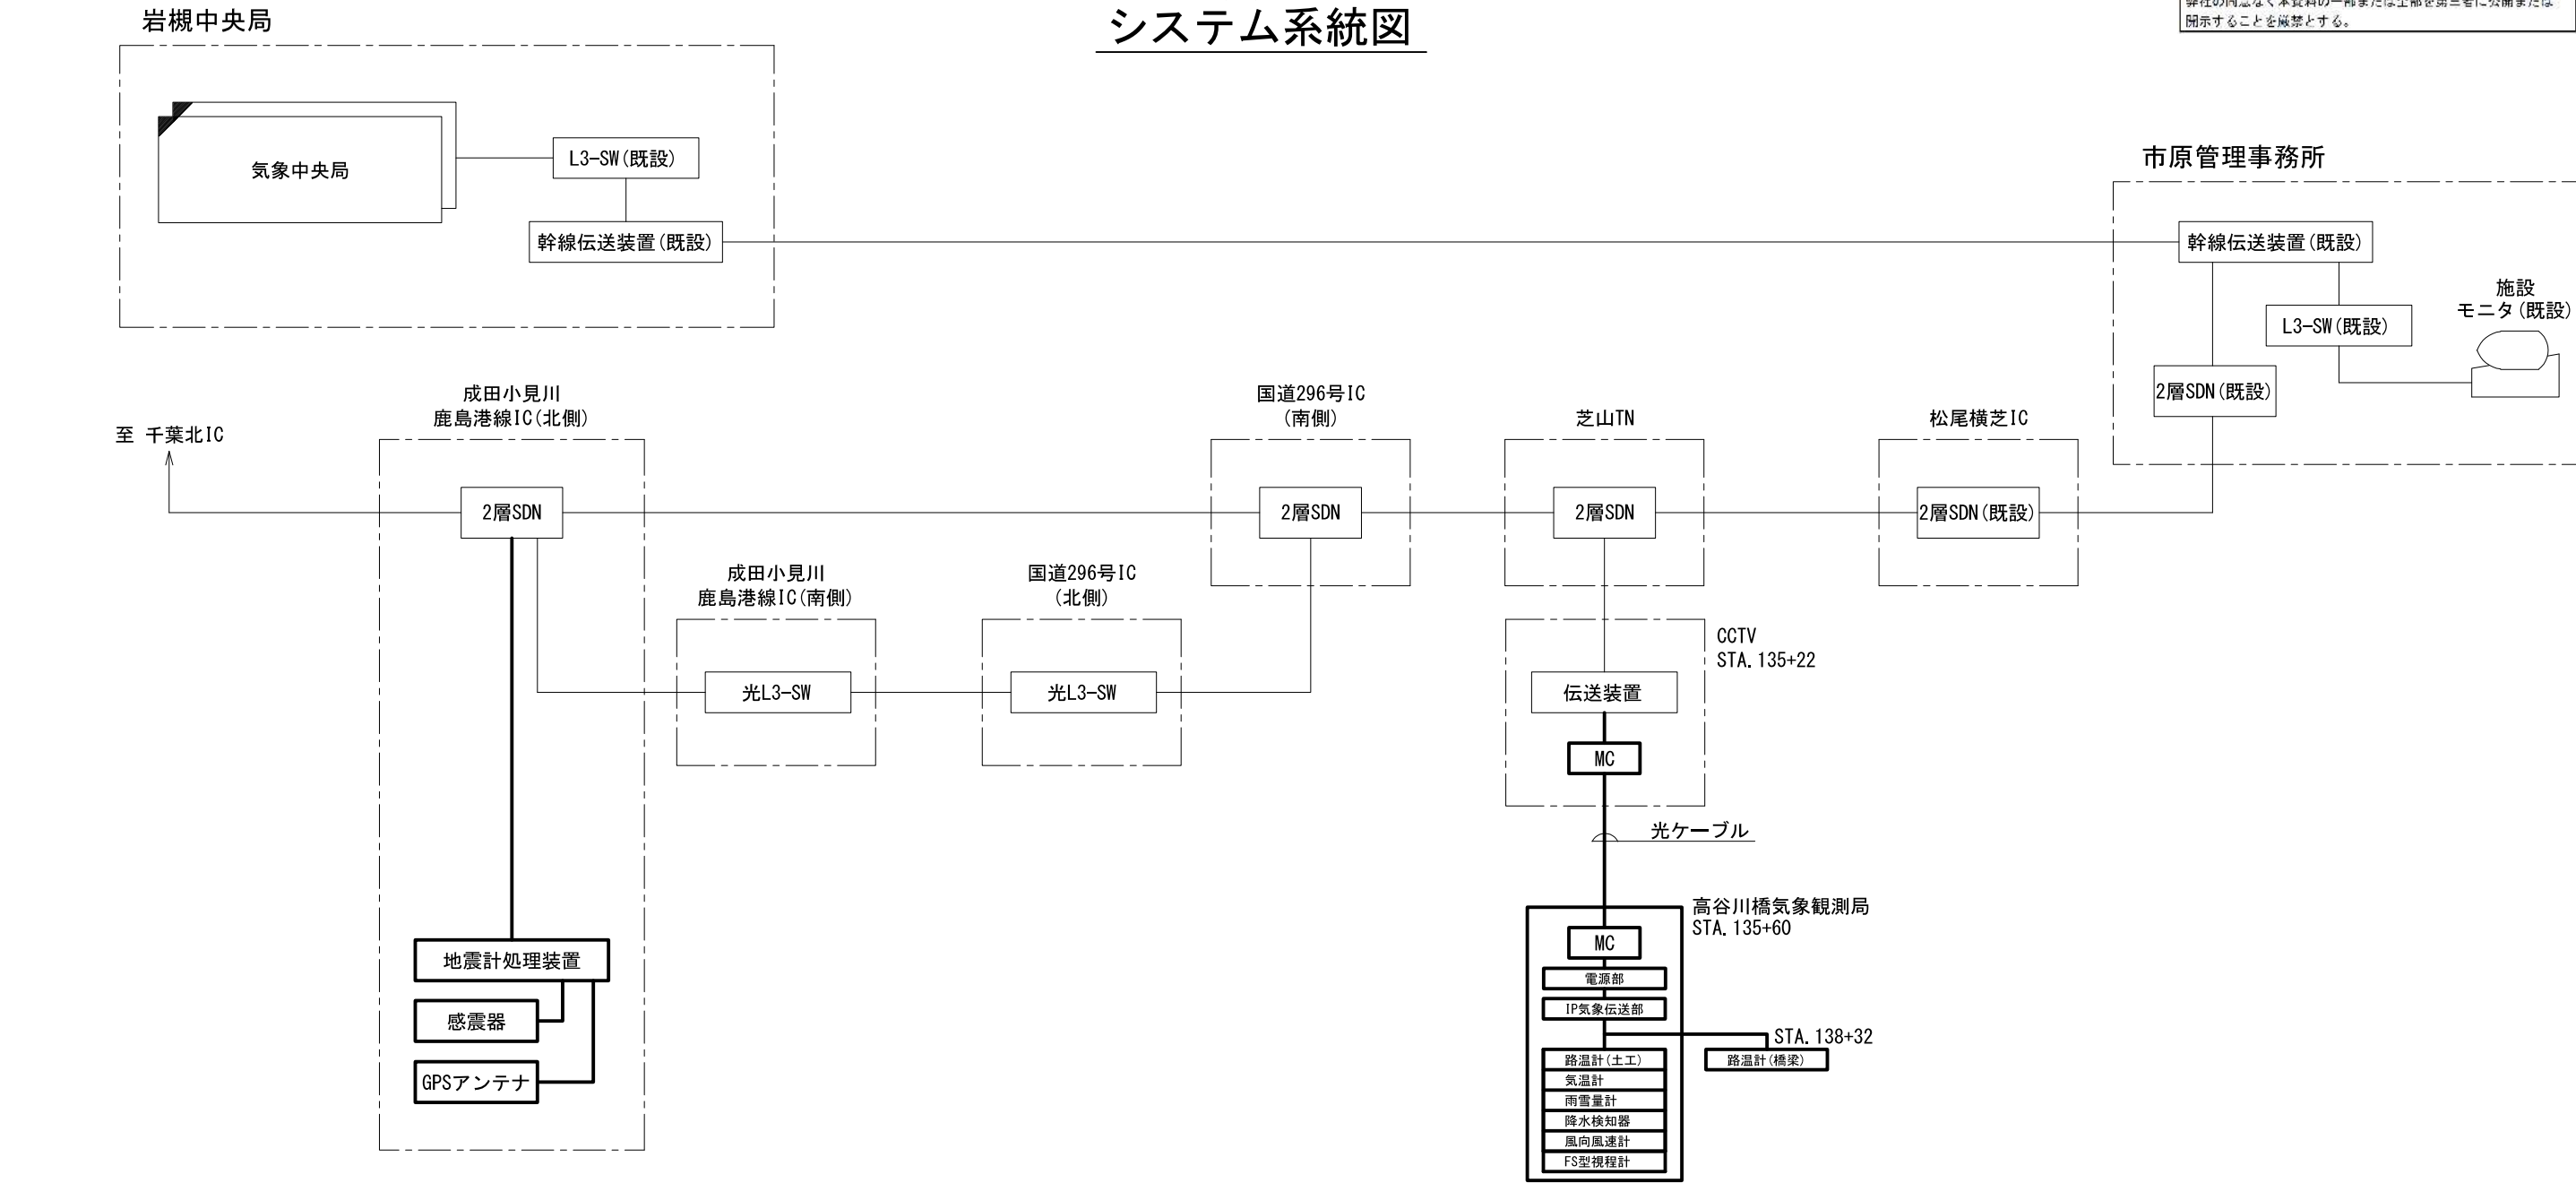 岩槻中央局
システム系統図
開示することを厳禁とする。
気象中央局
L3-SW(既設)
幹線伝送装置(既設)
市原管理事務所
幹線伝送装置(既設)
施設
モニタ(既設)
L3-SW(既設)
2層SDN(既設)
至 千葉北IC
成田小見川
鹿島港線IC(北側)
国道296号IC
(南側)
芝山TN
松尾横芝IC
2層SDN
2層SDN
2層SDN
2層SDN(既設)
成田小見川
鹿島港線IC(南側)
国道296号IC
(北側)
CCTV
STA.135+22
光L3-SW
光L3-SW
伝送装置
MC
光ケーブル
高谷川橋気象観測局
STA.135+60
MC
電源部
IP気象伝送部
STA.138+32
路温計(土工)
路温計(橋梁)
気温計
雨雪量計
降水検知器
風向風速計
FS型視程計
地震計処理装置
感震器
GPSアンテナ